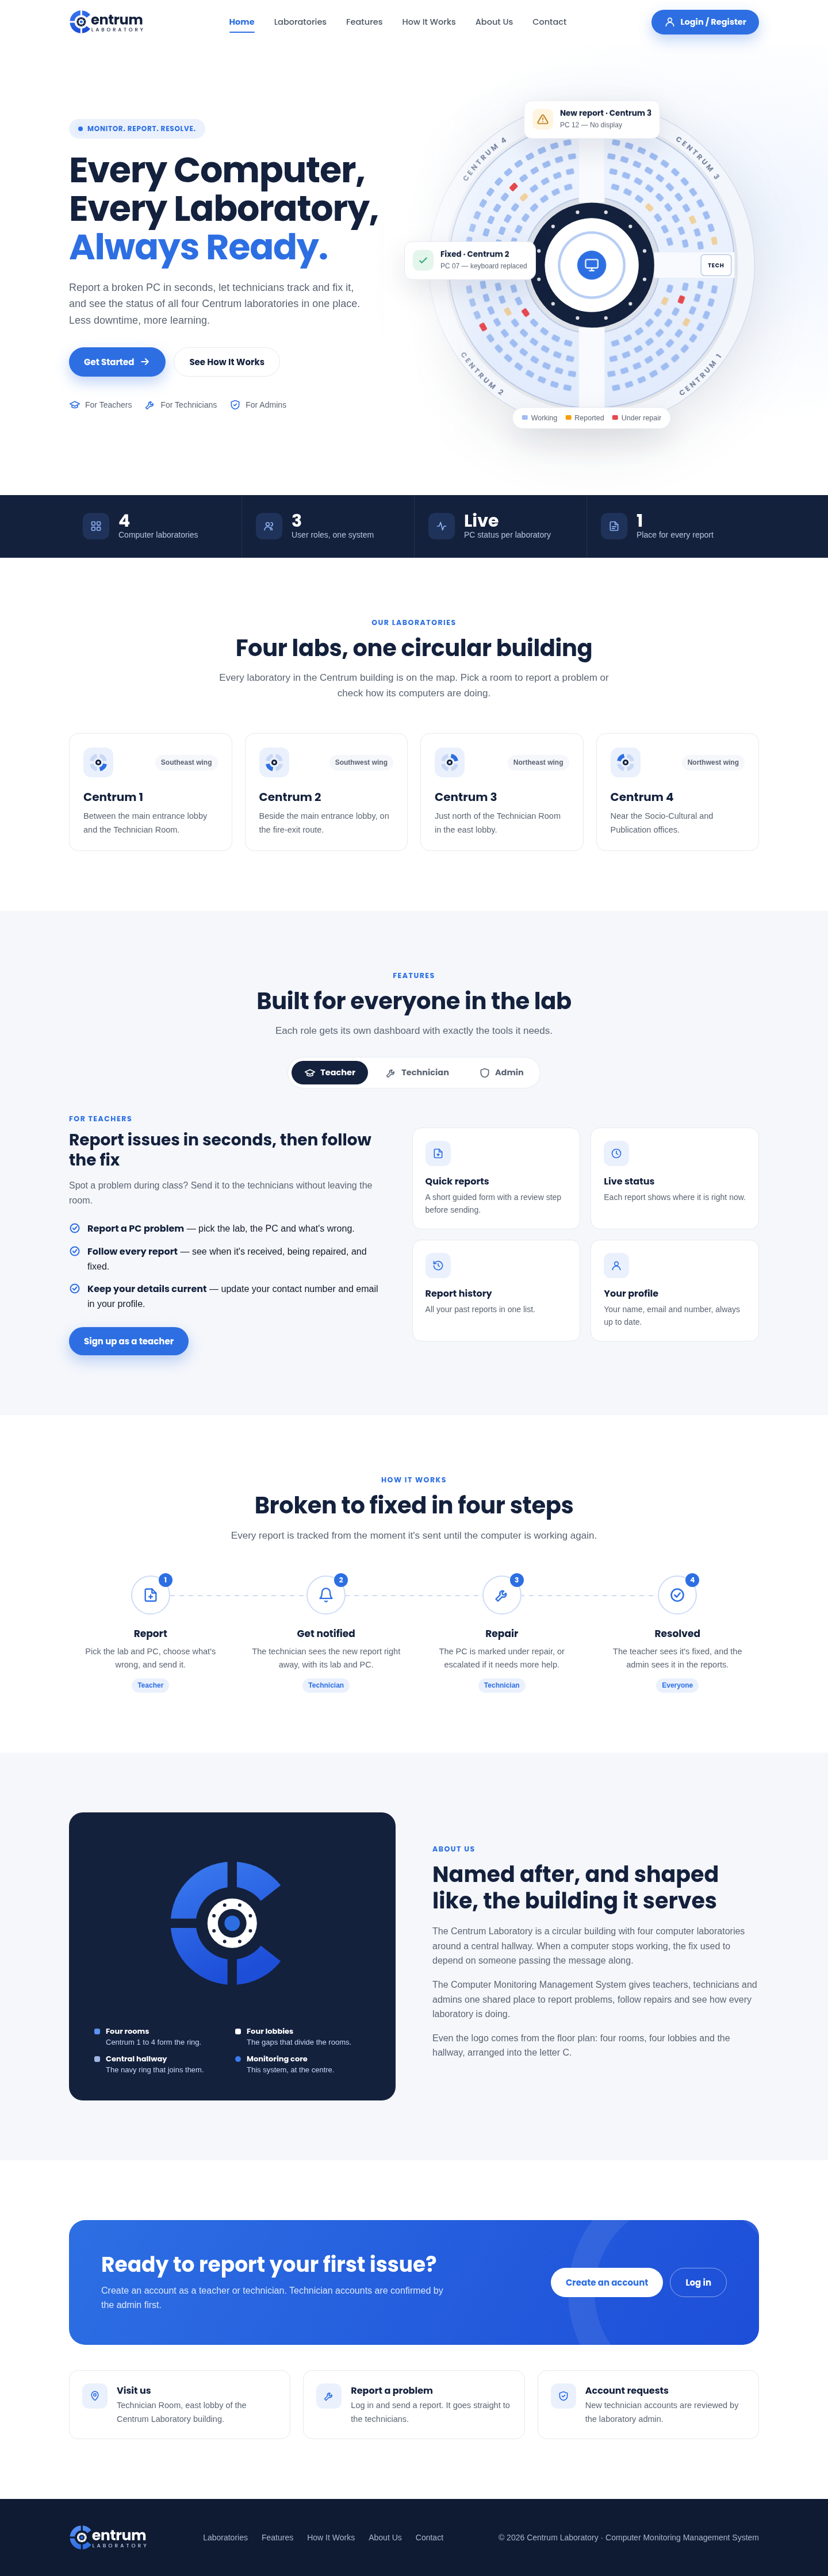 entrum
LABORATORY
Home
Laboratories
Features
How It Works
About Us
Contact
Login / Register
MONITOR. REPORT. RESOLVE.
Every Computer,
Every Laboratory,
Always Ready.
Report a broken PC in seconds, let technicians track and fix it,
and see the status of all four Centrum laboratories in one place.
Less downtime, more learning.
Get Started
See How It Works
For Teachers
For Technicians
For Admins
New report · Centrum 3
PC 12 — No display
CENTRUM 4
CENTRUM 3
Fixed · Centrum 2
PC 07 — keyboard replaced
TECH
CENTRUM 2
CENTRUM 1
Working
Reported
Under repair
4
Computer laboratories
3
User roles, one system
Live
PC status per laboratory
1
Place for every report
OUR LABORATORIES
Four labs, one circular building
Every laboratory in the Centrum building is on the map. Pick a room to report a problem or
check how its computers are doing.
Southeast wing
Centrum 1
Between the main entrance lobby
and the Technician Room.
Southwest wing
Centrum 2
Beside the main entrance lobby, on
the fire-exit route.
Northeast wing
Centrum 3
Just north of the Technician Room
in the east lobby.
Northwest wing
Centrum 4
Near the Socio-Cultural and
Publication offices.
FEATURES
Built for everyone in the lab
Each role gets its own dashboard with exactly the tools it needs.
Teacher
Technician
Admin
FOR TEACHERS
Report issues in seconds, then follow
the fix
Spot a problem during class? Send it to the technicians without leaving the
room.
Report a PC problem — pick the lab, the PC and what's wrong.
Follow every report — see when it's received, being repaired, and
fixed.
Keep your details current — update your contact number and email
in your profile.
Sign up as a teacher
Quick reports
A short guided form with a review step
before sending.
Live status
Each report shows where it is right now.
Report history
All your past reports in one list.
Your profile
Your name, email and number, always
up to date.
HOW IT WORKS
Broken to fixed in four steps
Every report is tracked from the moment it's sent until the computer is working again.
1
Report
Pick the lab and PC, choose what's
wrong, and send it.
Teacher
2
Get notified
The technician sees the new report right
away, with its lab and PC.
Technician
3
Repair
The PC is marked under repair, or
escalated if it needs more help.
Technician
4
Resolved
The teacher sees it's fixed, and the
admin sees it in the reports.
Everyone
Four rooms
Centrum 1 to 4 form the ring.
Four lobbies
The gaps that divide the rooms.
Central hallway
The navy ring that joins them.
Monitoring core
This system, at the centre.
ABOUT US
Named after, and shaped
like, the building it serves
The Centrum Laboratory is a circular building with four computer laboratories
around a central hallway. When a computer stops working, the fix used to
depend on someone passing the message along.
The Computer Monitoring Management System gives teachers, technicians and
admins one shared place to report problems, follow repairs and see how every
laboratory is doing.
Even the logo comes from the floor plan: four rooms, four lobbies and the
hallway, arranged into the letter C.
Ready to report your first issue?
Create an account as a teacher or technician. Technician accounts are confirmed by
the admin first.
Create an account
Log in
Visit us
Technician Room, east lobby of the
Centrum Laboratory building.
Report a problem
Log in and send a report. It goes straight to
the technicians.
Account requests
New technician accounts are reviewed by
the laboratory admin.
entrum
LABORATORY
Laboratories
Features
How It Works
About Us
Contact
© 2026 Centrum Laboratory · Computer Monitoring Management System